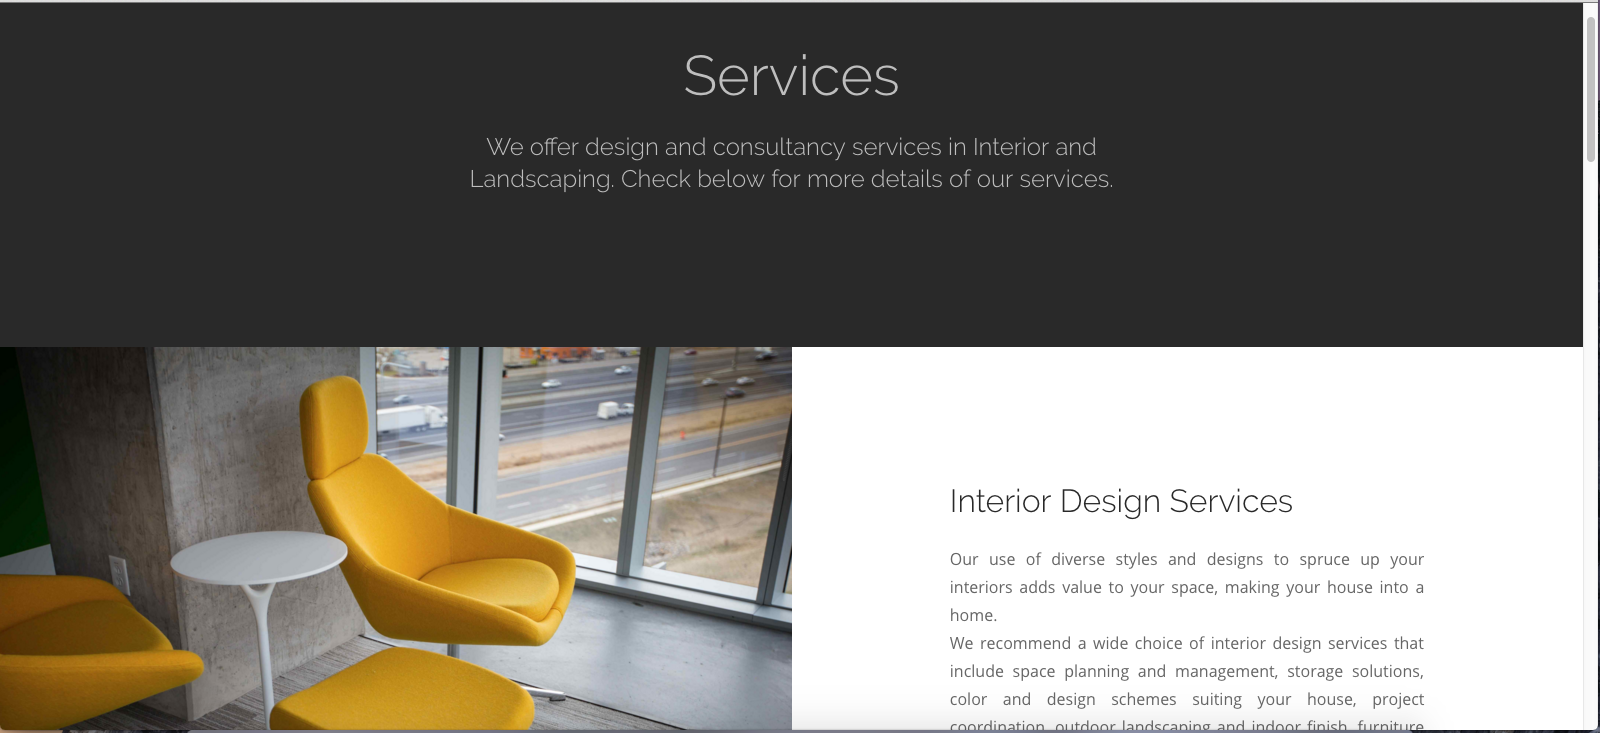 Services
We offer design and consultancy services in Interior and
Landscaping. Check below for more details of our services.
Interior Design Services
Our use of diverse styles and designs to spruce up your
interiors adds value to your space, making your house into a
home.
We recommend a wide choice of interior design services that
include space planning and management, storage solutions,
color and design schemes suiting your house, project
coordination, outdoor landscaping and indoor finish, furniture